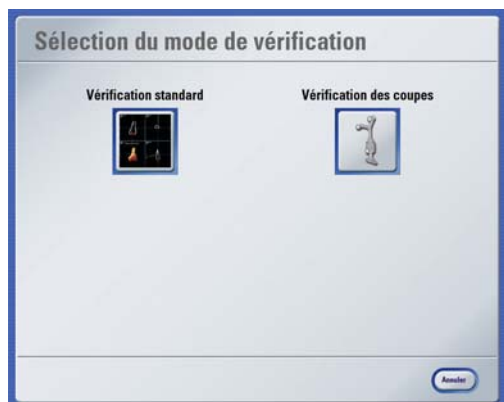 Sélection du mode de vérification
Vérification standard
Vérification des coupes
Annuler